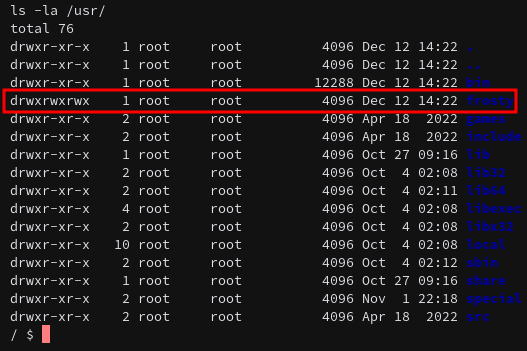 ls -la /usr/
total 76
drwxr-xr-x    1 root     root          4096 Dec 12 14:22 .
drwxr-xr-x    1 root     root          4096 Dec 12 14:22 ..
drwxr-xr-x    1 root     root         12288 Dec 12 14:22 bin
drwxrwxrwx    1 root     root          4096 Dec 12 14:22 frosty
drwxr-xr-x    2 root     root          4096 Apr 18  2022 games
drwxr-xr-x    2 root     root          4096 Apr 18  2022 include
drwxr-xr-x    1 root     root          4096 Oct 27 09:16 lib
drwxr-xr-x    2 root     root          4096 Oct  4 02:08 lib32
drwxr-xr-x    2 root     root          4096 Oct  4 02:11 lib64
drwxr-xr-x    4 root     root          4096 Oct  4 02:08 libexec
drwxr-xr-x    2 root     root          4096 Oct  4 02:08 libx32
drwxr-xr-x   10 root     root          4096 Oct  4 02:08 local
drwxr-xr-x    2 root     root          4096 Oct  4 02:12 sbin
drwxr-xr-x    1 root     root          4096 Oct 27 09:16 share
drwxr-xr-x    2 root     root          4096 Nov  1 22:18 special
drwxr-xr-x    2 root     root          4096 Apr 18  2022 src
/ $